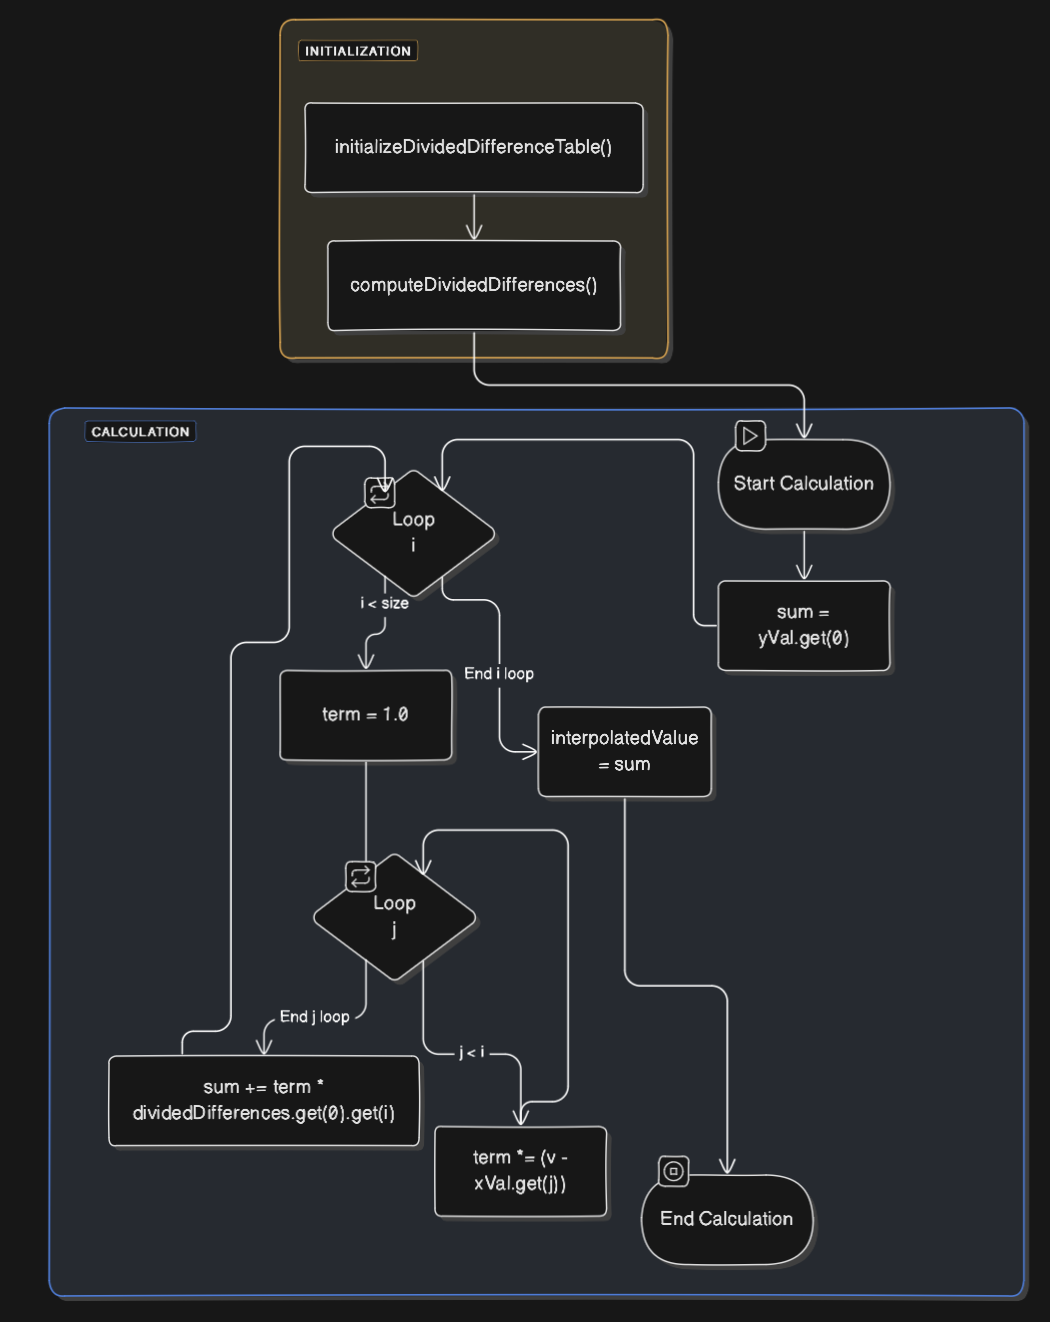 INITIALIZATION
initializeDividedDifferenceTable()
computeDividedDifferences()
CALCULATION
Start Calculation
Loop
i
i < size
sum =
yVal.get(0)
End i loop
term = 1.0
interpolatedValue
= sum
Loop
j
End j loop
j < i
sum += term *
dividedDifferences.get(0).get(i)
term *= (v -
xVal.get(j))
End Calculation